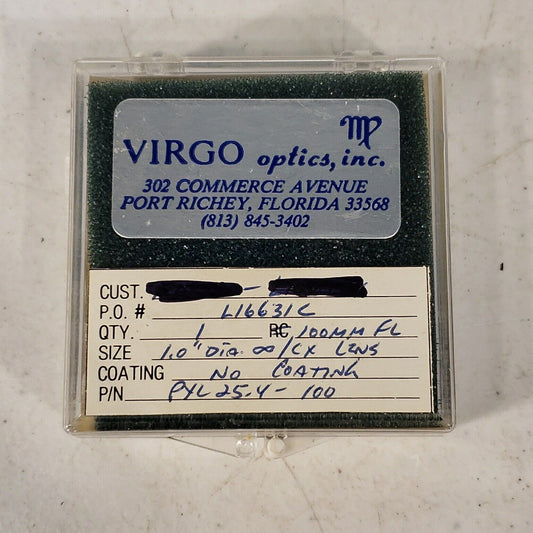 VIRGO optics, inc.
302 COMMERCE AVENUE
PORT RICHEY, FLORIDA 33568
(813) 845-3402
CUST. -
P.O. # L16631C
QTY. 1 RC 100MM FL
SIZE 1.0" DIA. ∞/CX LENS
COATING NO COATING
P/N PYL 25.4 - 100